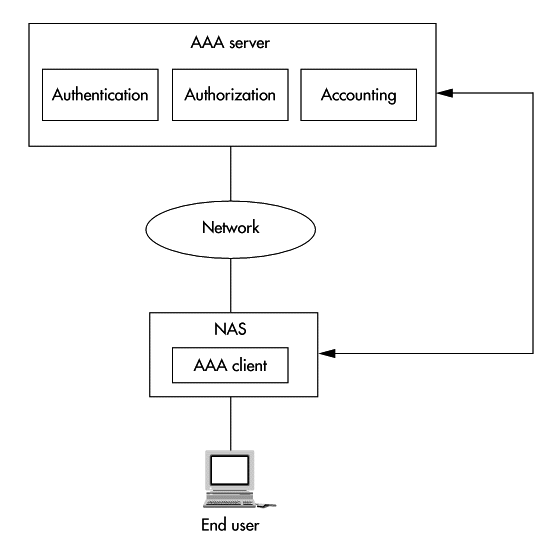 AAA server
Authentication
Authorization
Accounting
Network
NAS
AAA client
End user